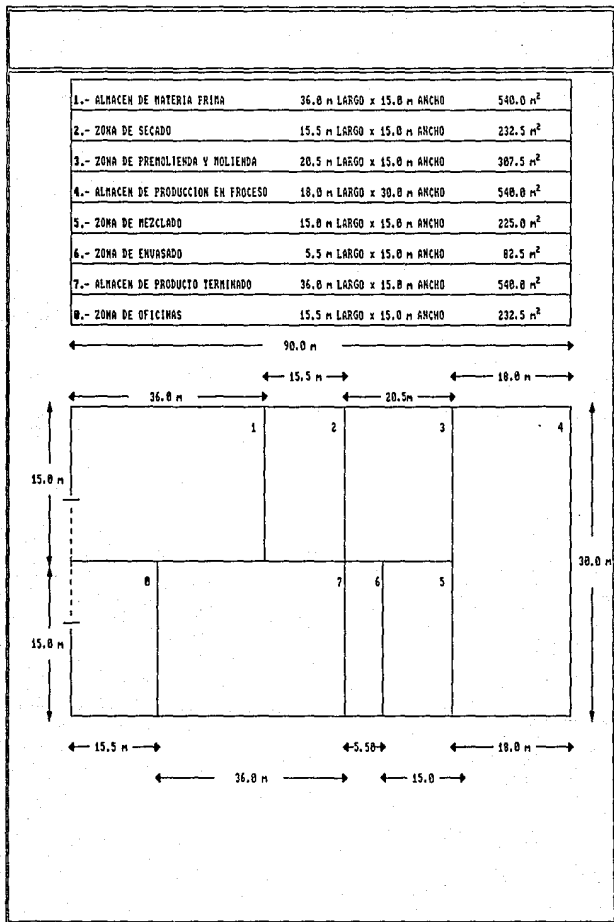 1.- ALMACEN DE MATERIA PRIMA 36.0 m LARGO x 15.0 m ANCHO 540.0 m²
2.- ZONA DE SECADO 15.5 m LARGO x 15.0 m ANCHO 232.5 m²
3.- ZONA DE PREMOLIENDA Y MOLIENDA 20.5 m LARGO x 15.0 m ANCHO 307.5 m²
4.- ALMACEN DE PRODUCCION EN PROCESO 18.0 m LARGO x 30.0 m ANCHO 540.0 m²
5.- ZONA DE MEZCLADO 15.0 m LARGO x 15.0 m ANCHO 225.0 m²
6.- ZONA DE ENVASADO 5.5 m LARGO x 15.0 m ANCHO 82.5 m²
7.- ALMACEN DE PRODUCTO TERMINADO 36.0 m LARGO x 15.0 m ANCHO 540.0 m²
8.- ZONA DE OFICINAS 15.5 m LARGO x 15.0 m ANCHO 232.5 m²
90.0 m
15.5 m 18.0 m
36.0 m 20.5m
1 2 3 4
15.0 m
30.0 m
8 7 6 5
15.0 m
15.5 m 5.50 18.0 m
36.0 m 15.0